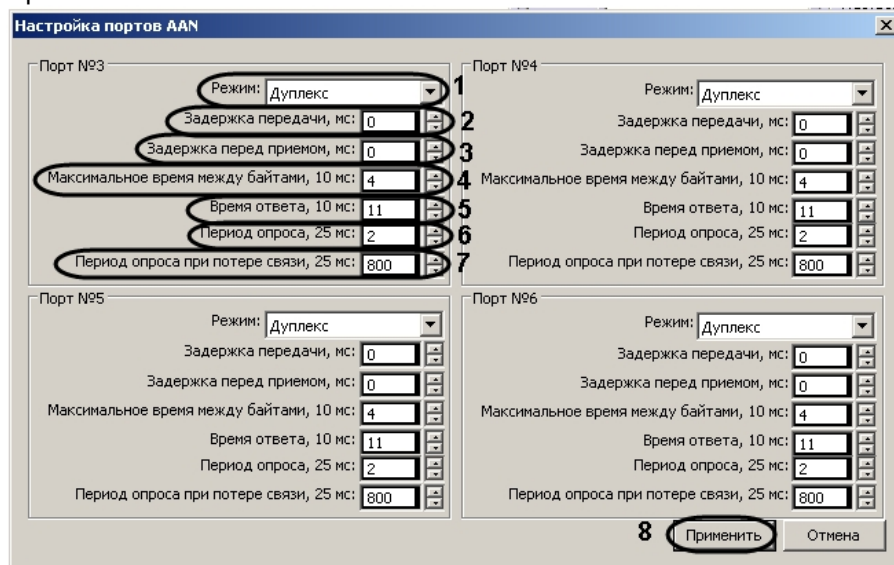 Настройка портов AAN
Порт №3
Режим: Дуплекс 1
Задержка передачи, мс: 0 2
Задержка перед приемом, мс: 0 3
Максимальное время между байтами, 10 мс: 4 4
Время ответа, 10 мс: 11 5
Период опроса, 25 мс: 2 6
Период опроса при потере связи, 25 мс: 800 7
Порт №4
Режим: Дуплекс
Задержка передачи, мс: 0
Задержка перед приемом, мс: 0
Максимальное время между байтами, 10 мс: 4
Время ответа, 10 мс: 11
Период опроса, 25 мс: 2
Период опроса при потере связи, 25 мс: 800
Порт №5
Режим: Дуплекс
Задержка передачи, мс: 0
Задержка перед приемом, мс: 0
Максимальное время между байтами, 10 мс: 4
Время ответа, 10 мс: 11
Период опроса, 25 мс: 2
Период опроса при потере связи, 25 мс: 800
Порт №6
Режим: Дуплекс
Задержка передачи, мс: 0
Задержка перед приемом, мс: 0
Максимальное время между байтами, 10 мс: 4
Время ответа, 10 мс: 11
Период опроса, 25 мс: 2
Период опроса при потере связи, 25 мс: 800
8 Применить Отмена